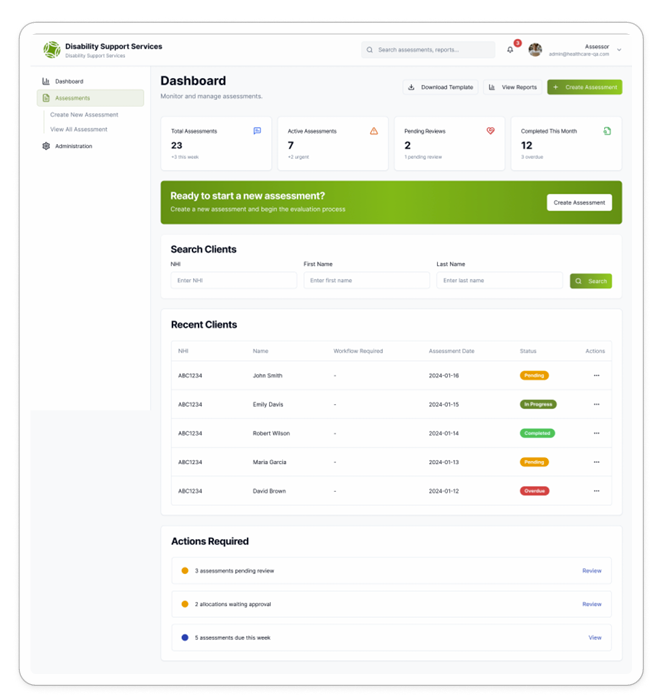 Disability Support Services
Disability Support Services
Search assessments, reports...
3
Assessor
admin@healthcare-up.com
Dashboard
Assessments
Create New Assessment
View All Assessment
Administration
Dashboard
Monitor and manage assessments.
Download Template
View Reports
+ Create Assessment
Total Assessments
23
+3 this week
Active Assessments
7
+2 urgent
Pending Reviews
2
1 pending review
Completed This Month
12
3 overdue
Ready to start a new assessment?
Create a new assessment and begin the evaluation process
Create Assessment
Search Clients
NHI
First Name
Last Name
Enter NHI
Enter first name
Enter last name
Search
Recent Clients
NHI Name Workflow Required Assessment Date Status Actions
ABC1234 John Smith - 2024-01-16 Pending ...
ABC1234 Emily Davis - 2024-01-15 In Progress ...
ABC1234 Robert Wilson - 2024-01-14 Completed ...
ABC1234 Maria Garcia - 2024-01-13 Pending ...
ABC1234 David Brown - 2024-01-12 Overdue ...
Actions Required
3 assessments pending review Review
2 allocations waiting approval Review
5 assessments due this week View